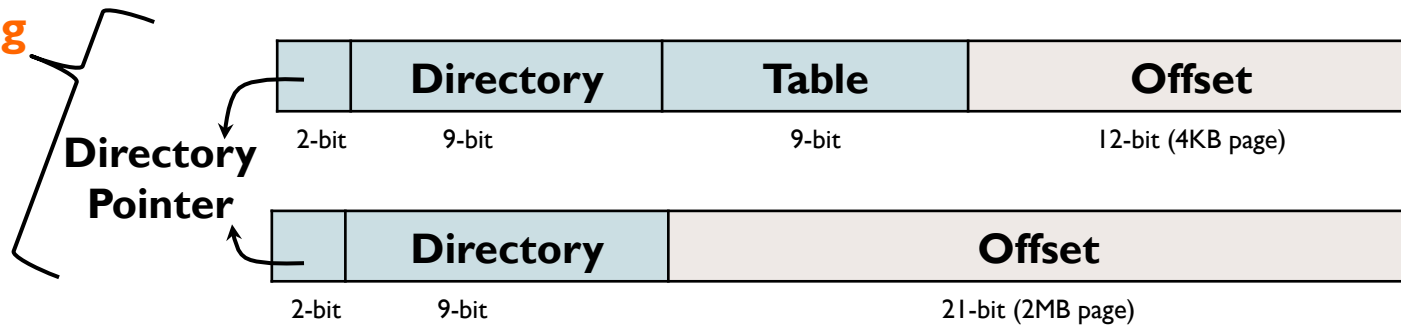 g
Directory Table Offset
2-bit 9-bit 9-bit 12-bit (4KB page)
Directory
Pointer
Directory Offset
2-bit 9-bit 21-bit (2MB page)